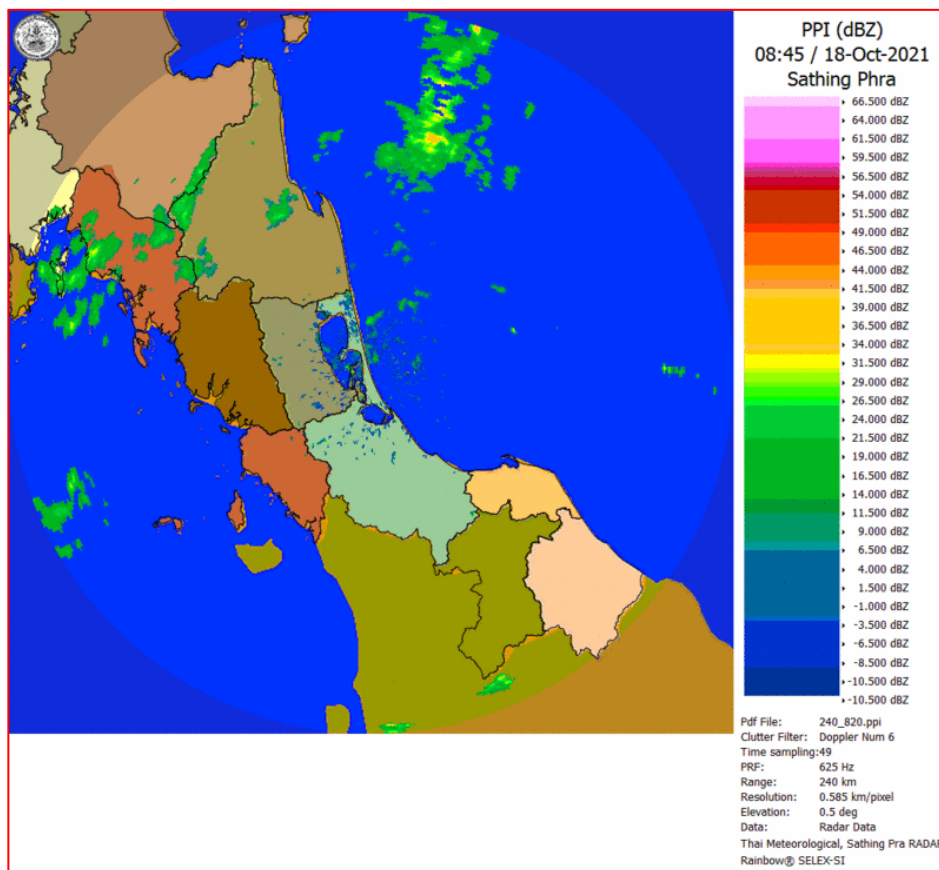 PPI (dBZ)
08:45 / 18-Oct-2021
Sathing Phra
66.500 dBZ
64.000 dBZ
61.500 dBZ
59.500 dBZ
56.500 dBZ
54.000 dBZ
51.500 dBZ
49.000 dBZ
46.500 dBZ
44.000 dBZ
41.500 dBZ
39.000 dBZ
36.500 dBZ
34.000 dBZ
31.500 dBZ
29.000 dBZ
26.500 dBZ
24.000 dBZ
21.500 dBZ
19.000 dBZ
16.500 dBZ
14.000 dBZ
11.500 dBZ
9.000 dBZ
6.500 dBZ
4.000 dBZ
1.500 dBZ
-1.000 dBZ
-3.500 dBZ
-6.500 dBZ
-8.500 dBZ
-10.500 dBZ
-10.500 dBZ
Pdf File: 240_820.ppi
Clutter Filter: Doppler Num 6
Time sampling:49
PRF: 625 Hz
Range: 240 km
Resolution: 0.585 km/pixel
Elevation: 0.5 deg
Data: Radar Data
Thai Meteorological, Sathing Pra RADAR
Rainbow® SELEX-SI